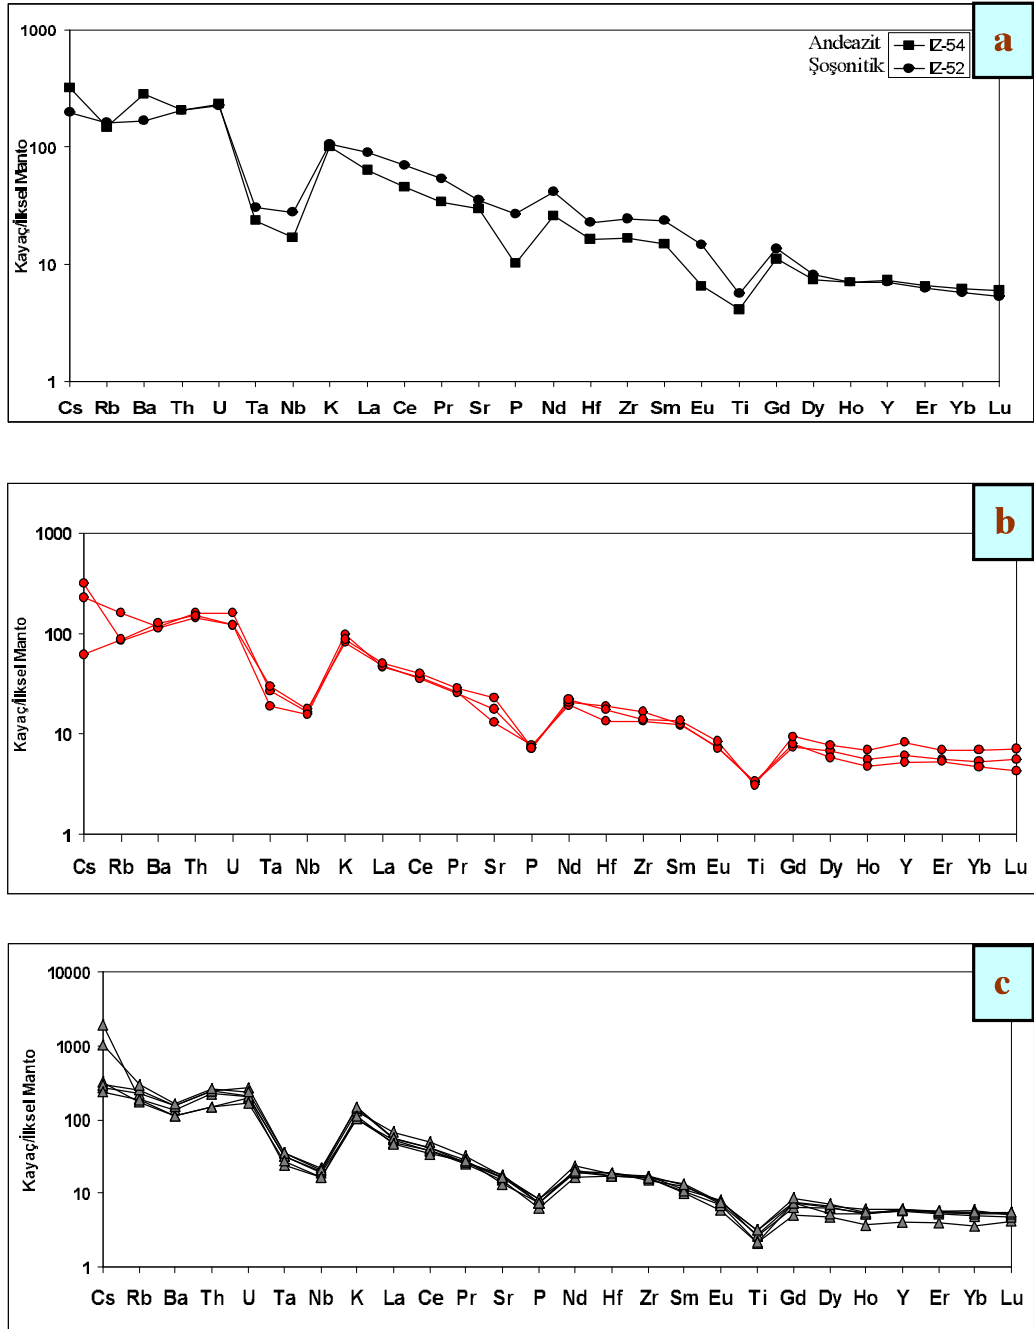 a
Andeazit IZ-54
Şoşonitik IZ-52
1000
100
10
1
Kayaç/İlksel Manto
Cs Rb Ba Th U Ta Nb K La Ce Pr Sr P Nd Hf Zr Sm Eu Ti Gd Dy Ho Y Er Yb Lu
b
1000
100
10
1
Kayaç/İlksel Manto
Cs Rb Ba Th U Ta Nb K La Ce Pr Sr P Nd Hf Zr Sm Eu Ti Gd Dy Ho Y Er Yb Lu
c
10000
1000
100
10
1
Kayaç/İlksel Manto
Cs Rb Ba Th U Ta Nb K La Ce Pr Sr P Nd Hf Zr Sm Eu Ti Gd Dy Ho Y Er Yb Lu